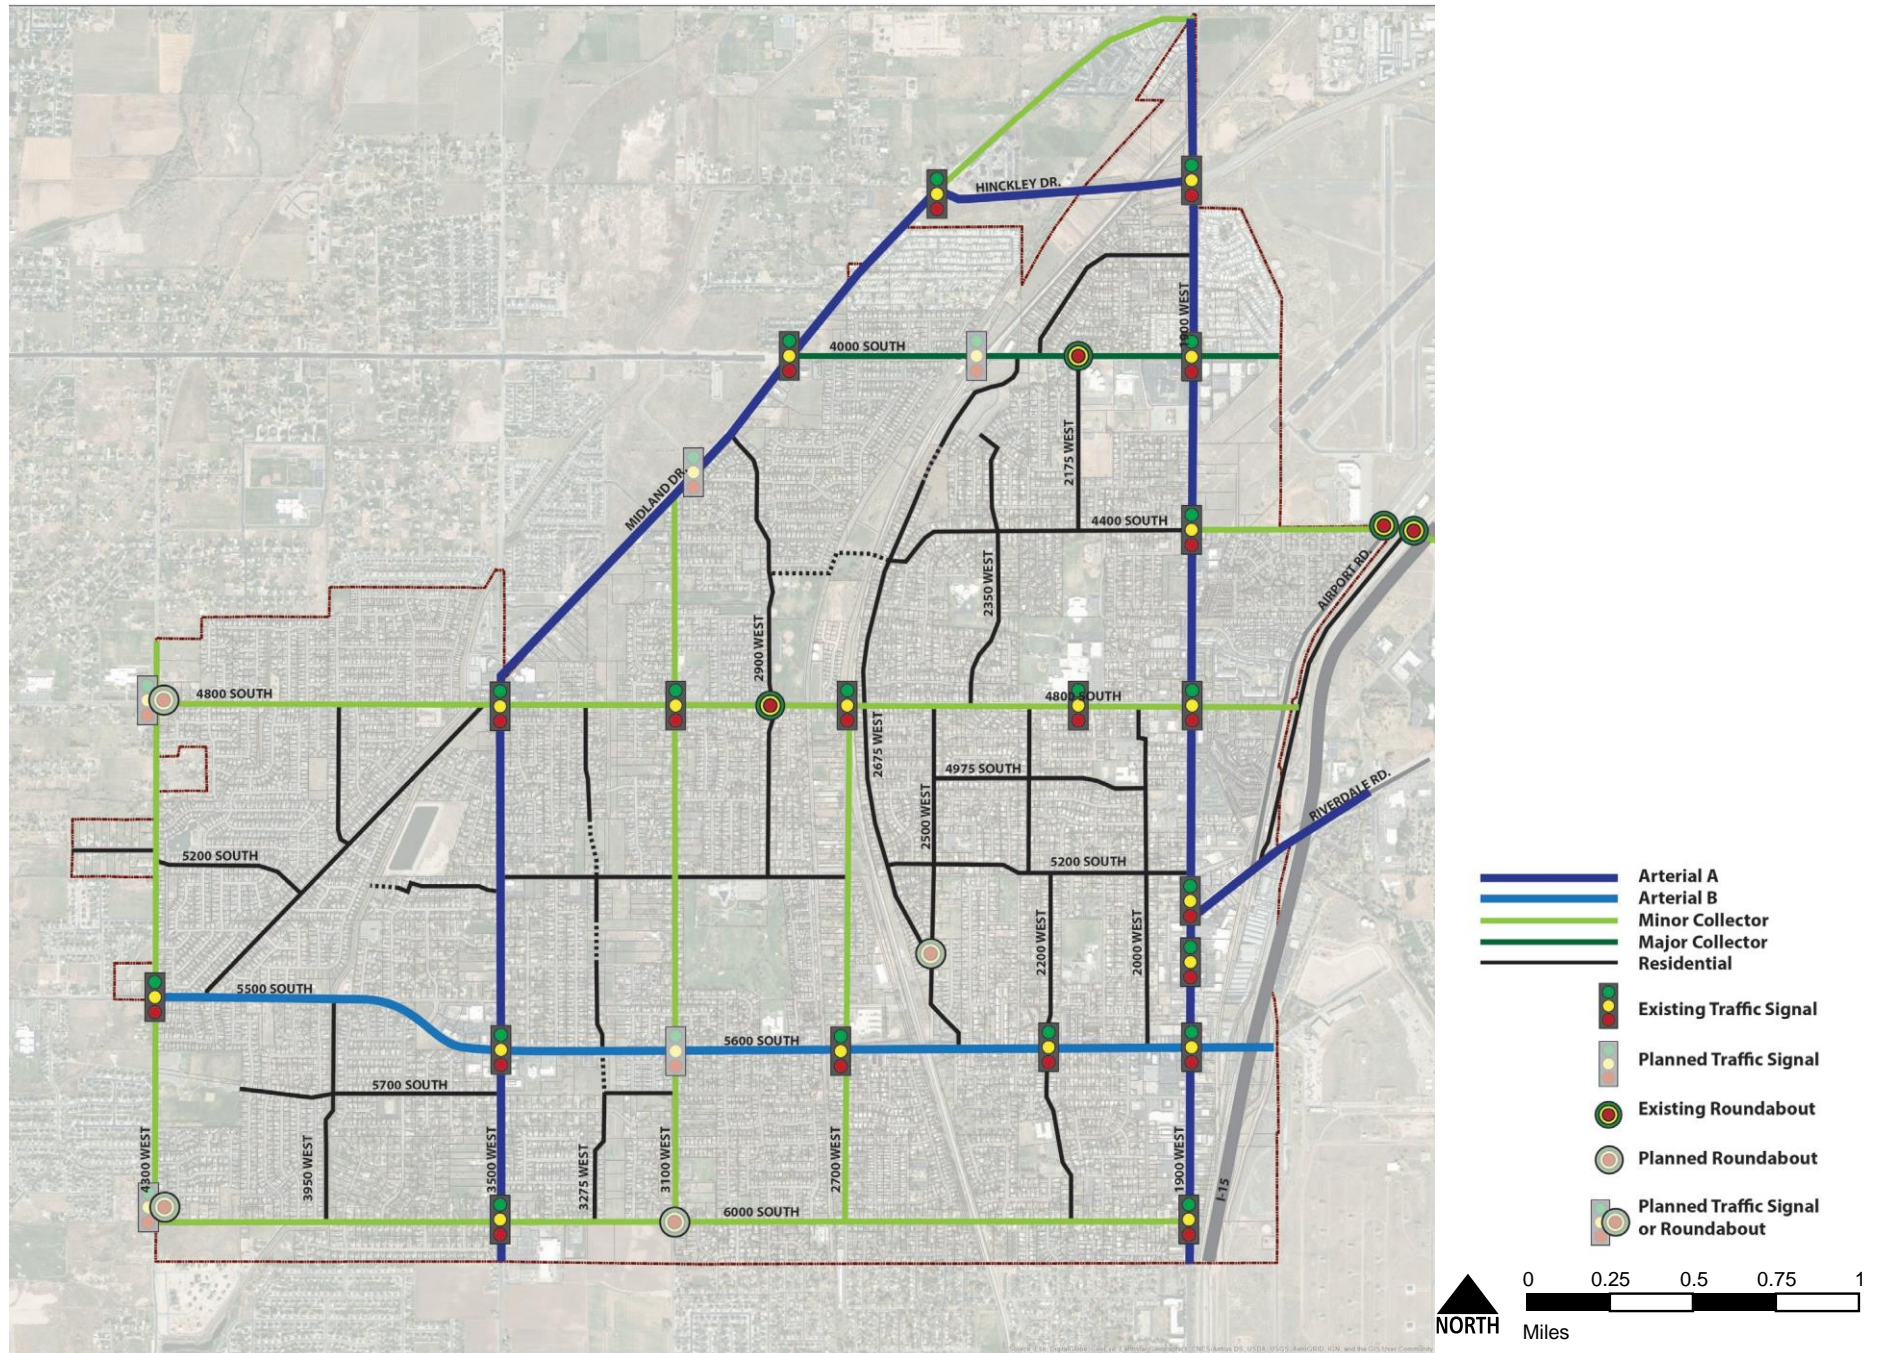 HINCKLEY DR.
1900 WEST
4000 SOUTH
2175 WEST
MIDLAND DR.
4400 SOUTH
2350 WEST
AIRPORT RD.
2900 WEST
4800 SOUTH
4800 SOUTH
2675 WEST
4975 SOUTH
RIVERDALE RD.
2500 WEST
5200 SOUTH
5200 SOUTH
2200 WEST
2000 WEST
5500 SOUTH
5600 SOUTH
5700 SOUTH
4300 WEST
3950 WEST
3500 WEST
3275 WEST
3100 WEST
2700 WEST
1900 WEST
I-15
6000 SOUTH
Arterial A
Arterial B
Minor Collector
Major Collector
Residential
Existing Traffic Signal
Planned Traffic Signal
Existing Roundabout
Planned Roundabout
Planned Traffic Signal
or Roundabout
0 0.25 0.5 0.75 1
Miles
NORTH